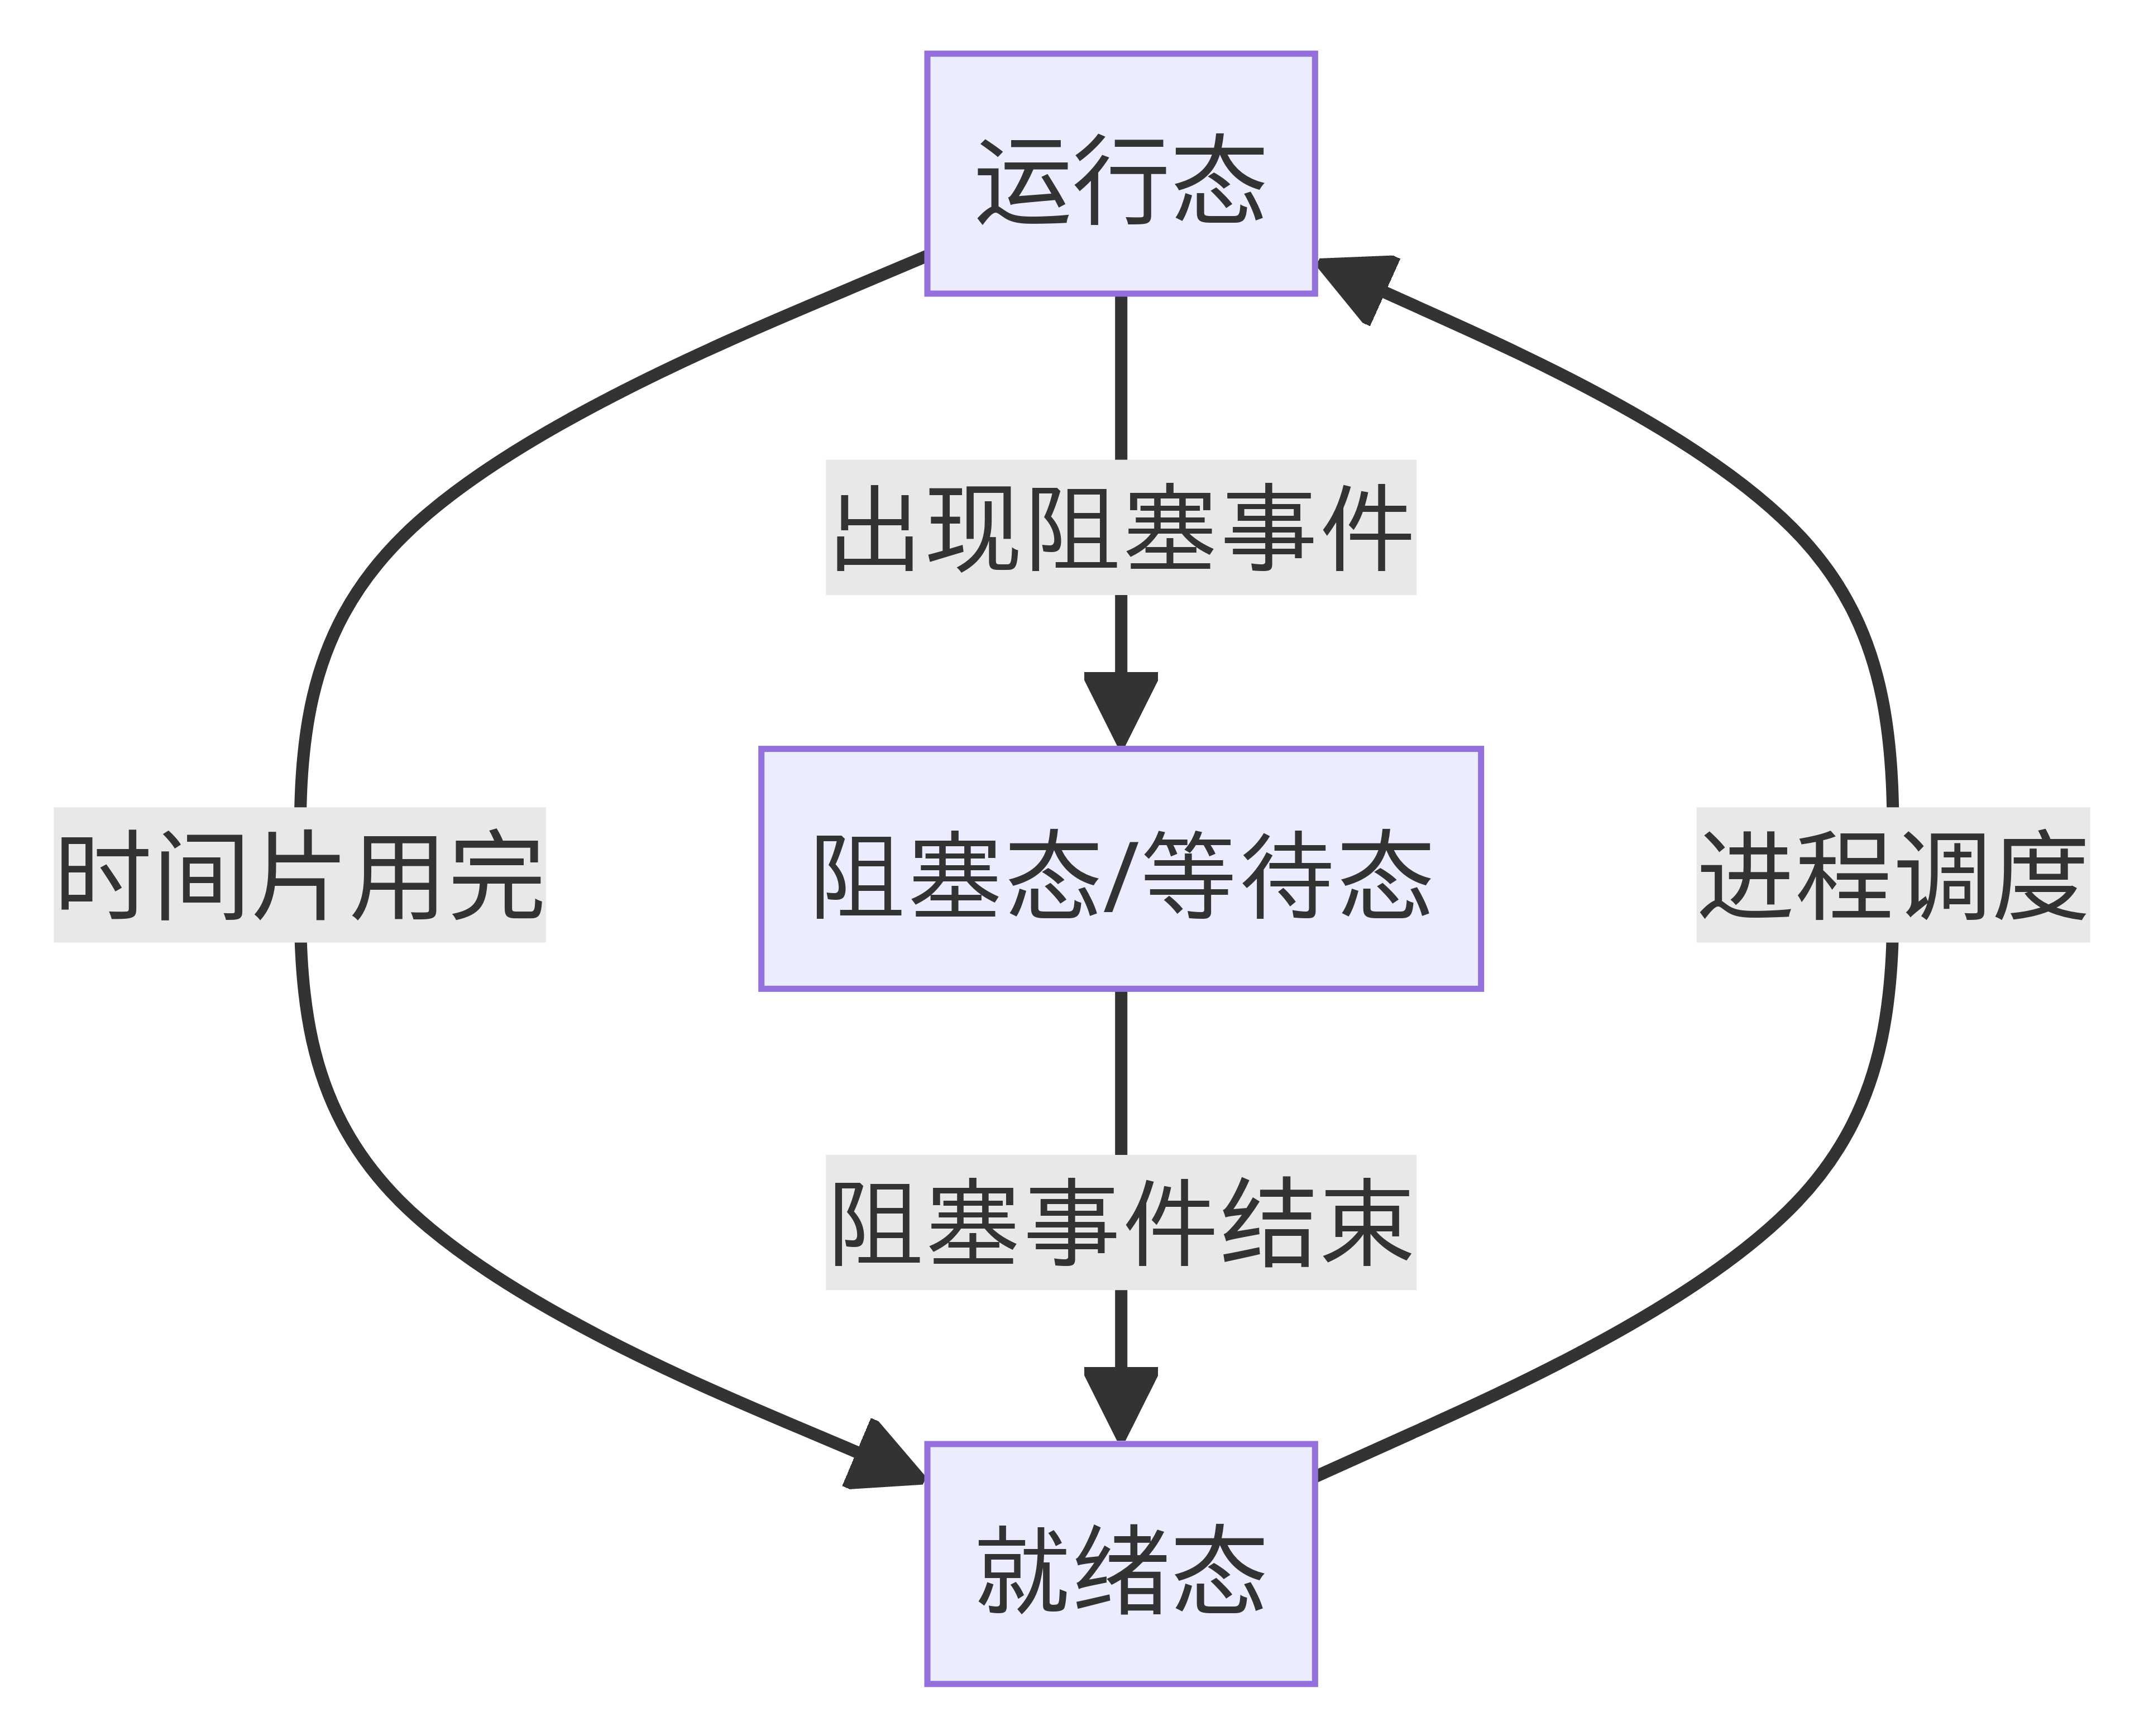 运行态
出现阻塞事件
时间片用完
阻塞态/等待态
进程调度
阻塞事件结束
就绪态